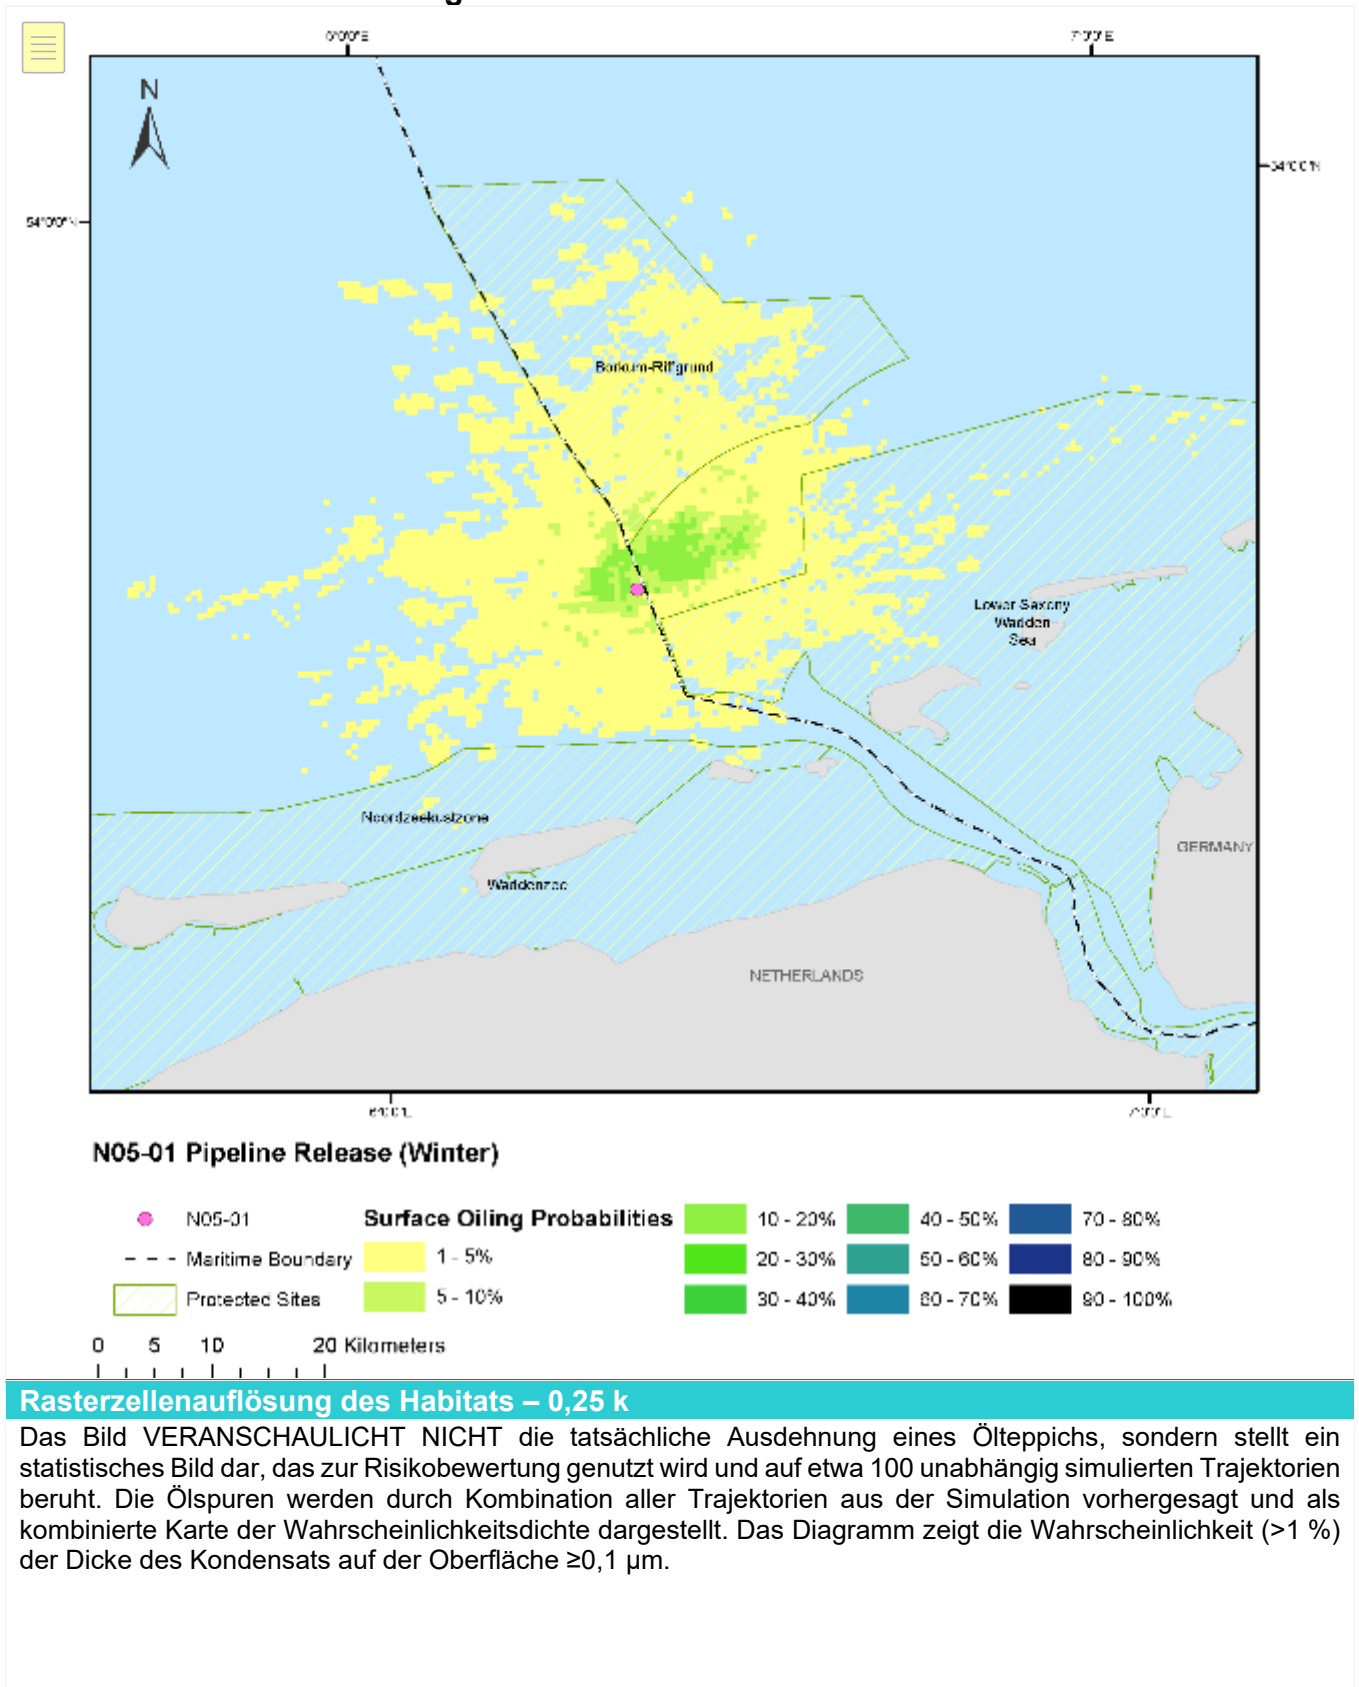 7°0'0"E
N
54°0'0"N
Borkum-Riffgrund
Lower Saxony
Wadden
Sea
Noordzeekustzone
GERMANY
Waddenzee
NETHERLANDS
N05-01 Pipeline Release (Winter)
N05-01
Maritime Boundary
Protected Sites
Surface Oiling Probabilities
1 - 5%
5 - 10%
10 - 20%
20 - 30%
30 - 40%
40 - 50%
50 - 60%
60 - 70%
70 - 80%
80 - 90%
90 - 100%
0 5 10 20 Kilometers
Rasterzellenauflösung des Habitats – 0,25 k
Das Bild VERANSCHAULICHT NICHT die tatsächliche Ausdehnung eines Ölteppichs, sondern stellt ein
statistisches Bild dar, das zur Risikobewertung genutzt wird und auf etwa 100 unabhängig simulierten Trajektorien
beruht. Die Ölspuren werden durch Kombination aller Trajektorien aus der Simulation vorhergesagt und als
kombinierte Karte der Wahrscheinlichkeitsdichte dargestellt. Das Diagramm zeigt die Wahrscheinlichkeit (>1 %)
der Dicke des Kondensats auf der Oberfläche ≥0,1 μm.